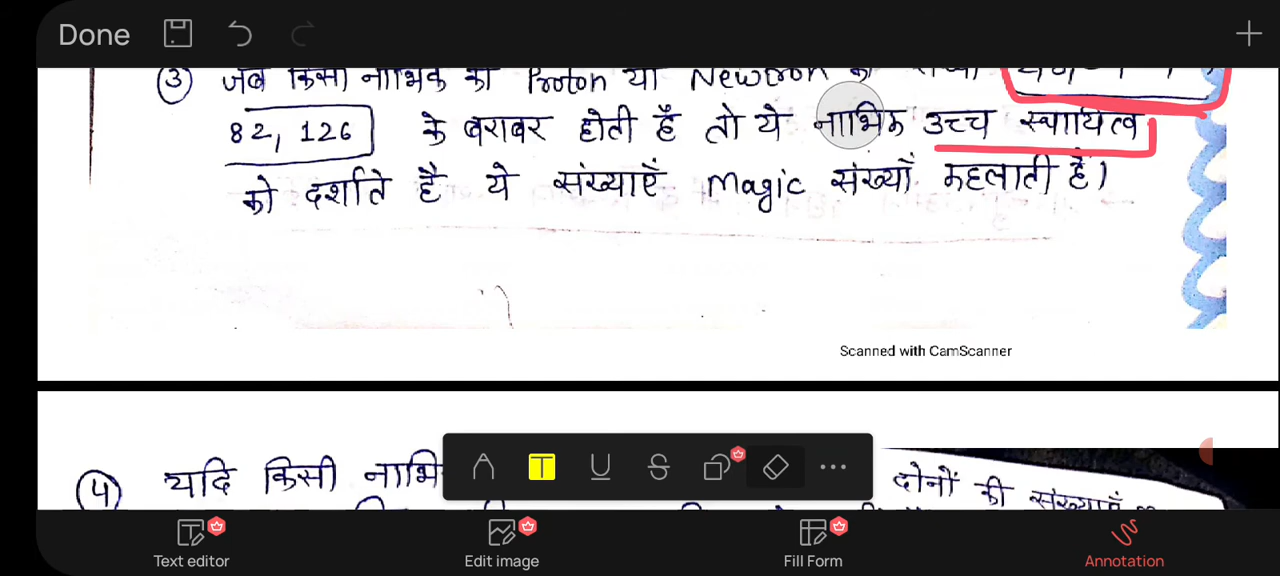 Done
③ जब किसी नाभिक की Proton या Newtron
82, 126 के बराबर होती हैं तो ये नाभिक उच्च स्थायित्व
को दर्शाते है ये संख्याएँ Magic संख्याँ कहलाती है।
Scanned with CamScanner
④ यदि किसी दोनों की संख्याएँ
T U S
Text editor Edit image Fill Form Annotation